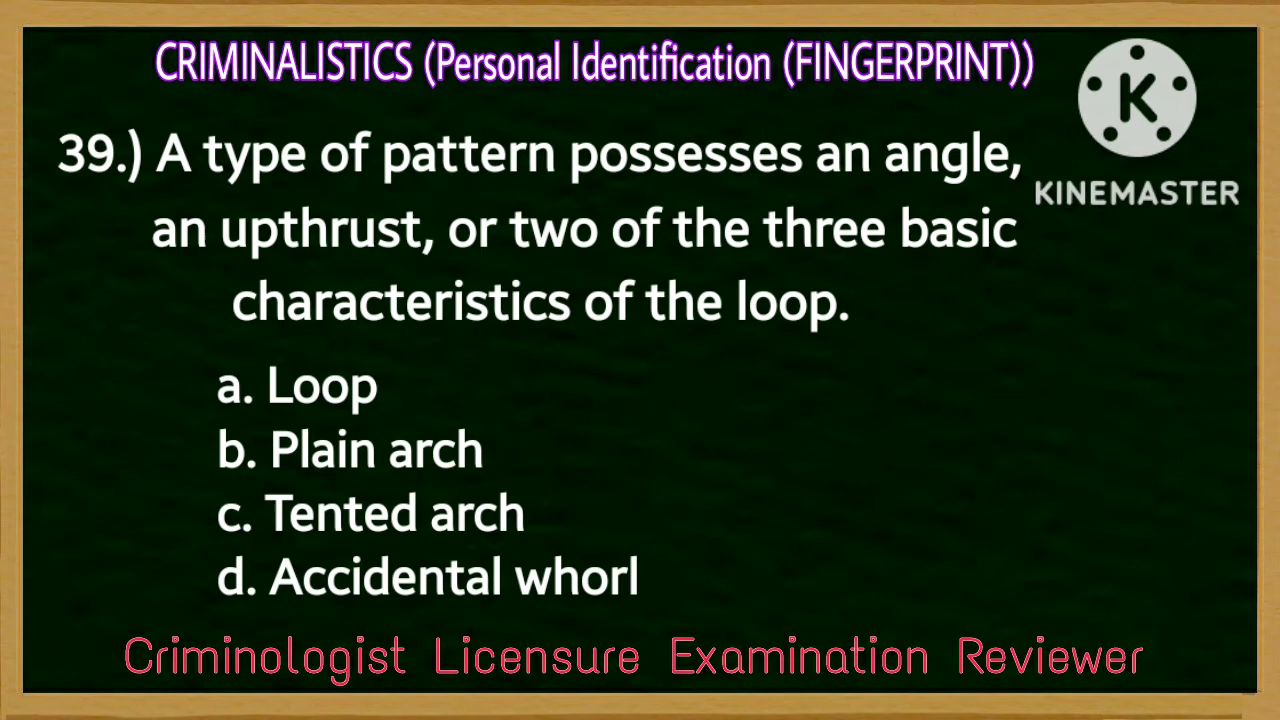 CRIMINALISTICS (Personal Identification (FINGERPRINT))
K
KINEMASTER
39.) A type of pattern possesses an angle,
an upthrust, or two of the three basic
characteristics of the loop.
a. Loop
b. Plain arch
c. Tented arch
d. Accidental whorl
Criminologist Licensure Examination Reviewer